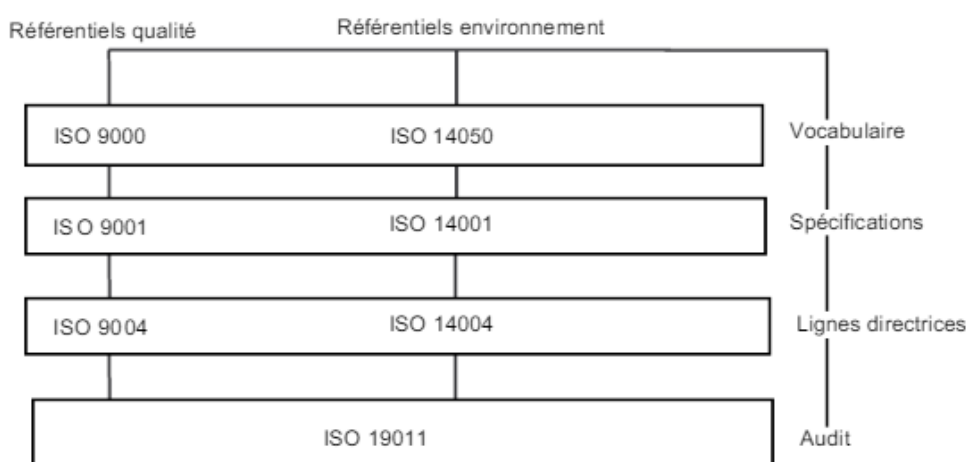 Référentiels qualité
Référentiels environnement
ISO 9000
ISO 14050
Vocabulaire
ISO 9001
ISO 14001
Spécifications
ISO 9004
ISO 14004
Lignes directrices
ISO 19011
Audit